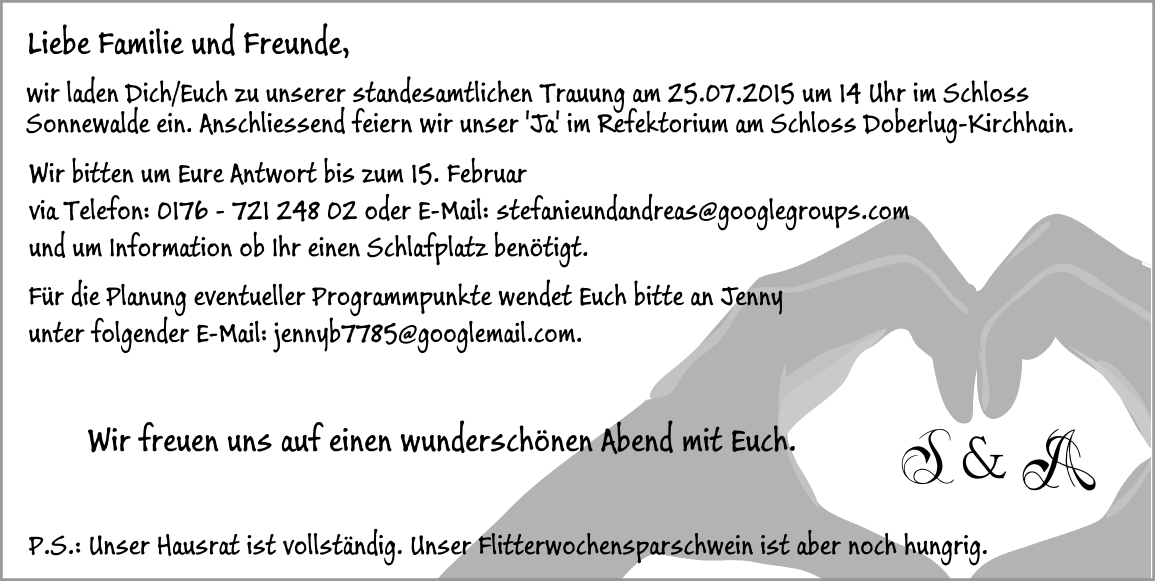 Liebe Familie und Freunde,
wir laden Dich/Euch zu unserer standesamtlichen Trauung am 25.07.2015 um 14 Uhr im Schloss
Sonnewalde ein. Anschliessend feiern wir unser 'Ja' im Refektorium am Schloss Doberlug-Kirchhain.
Wir bitten um Eure Antwort bis zum 15. Februar
via Telefon: 0176 - 721 248 02 oder E-Mail: stefanieundandreas@googlegroups.com
und um Information ob Ihr einen Schlafplatz benötigt.
Für die Planung eventueller Programmpunkte wendet Euch bitte an Jenny
unter folgender E-Mail: jennyb7785@googlemail.com.
Wir freuen uns auf einen wunderschönen Abend mit Euch.
S & A
P.S.: Unser Hausrat ist vollständig. Unser Flitterwochensparschwein ist aber noch hungrig.